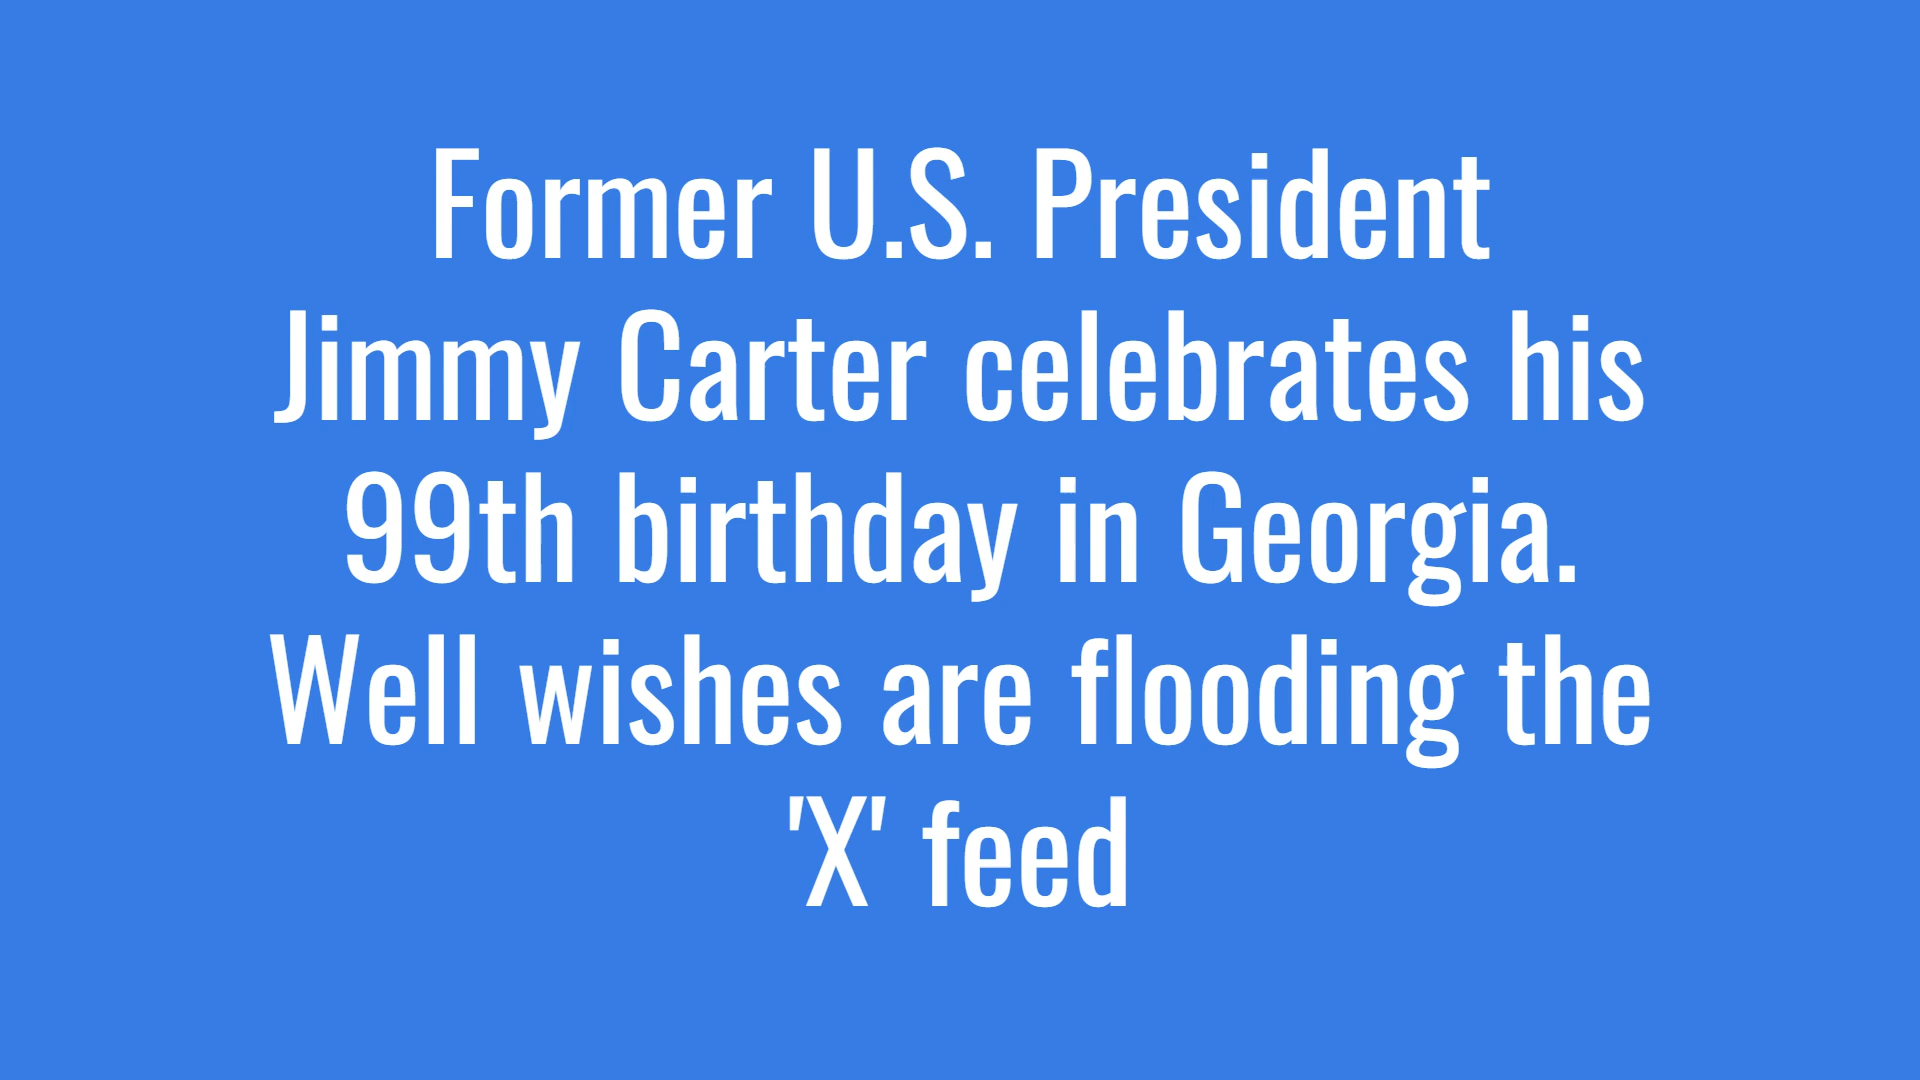 Former U.S. President
Jimmy Carter celebrates his
99th birthday in Georgia.
Well wishes are flooding the
'X' feed